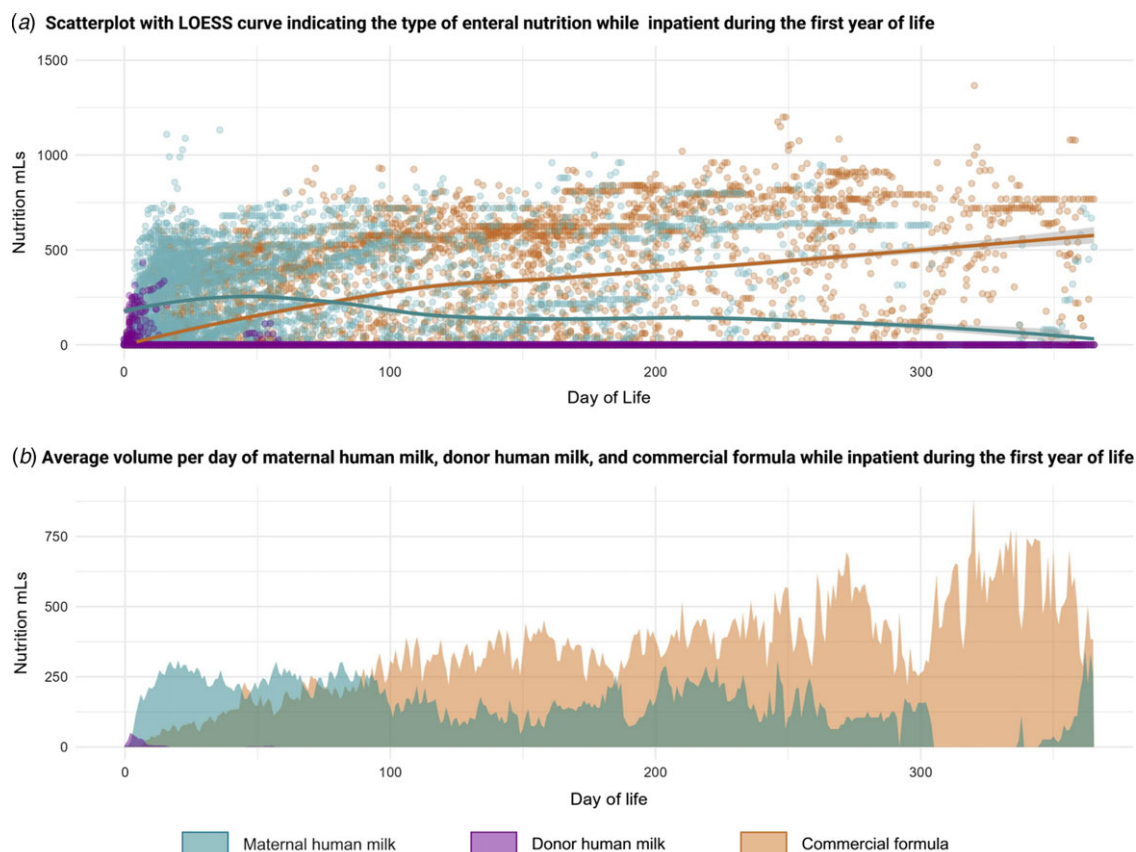 (a) Scatterplot with LOESS curve indicating the type of enteral nutrition while inpatient during the first year of life
1500
1000
500
0
Nutrition mLs
0 100 200 300
Day of Life
(b) Average volume per day of maternal human milk, donor human milk, and commercial formula while inpatient during the first year of life
750
500
250
0
Nutrition mLs
0 100 200 300
Day of life
Maternal human milk Donor human milk Commercial formula